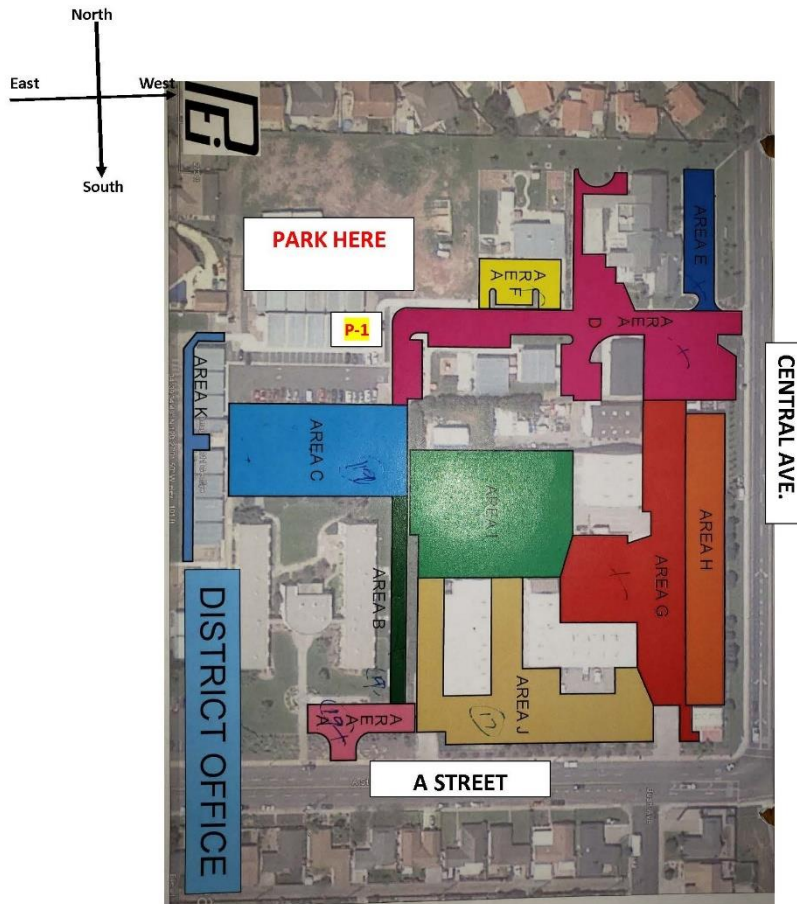 North
East
West
South
PEi
PARK HERE
P-1
AREA E
AREA F
AREA D
AREA K
AREA C
AREA I
AREA H
AREA G
AREA B
AREA J
AREA A
CENTRAL AVE.
A STREET
DISTRICT OFFICE